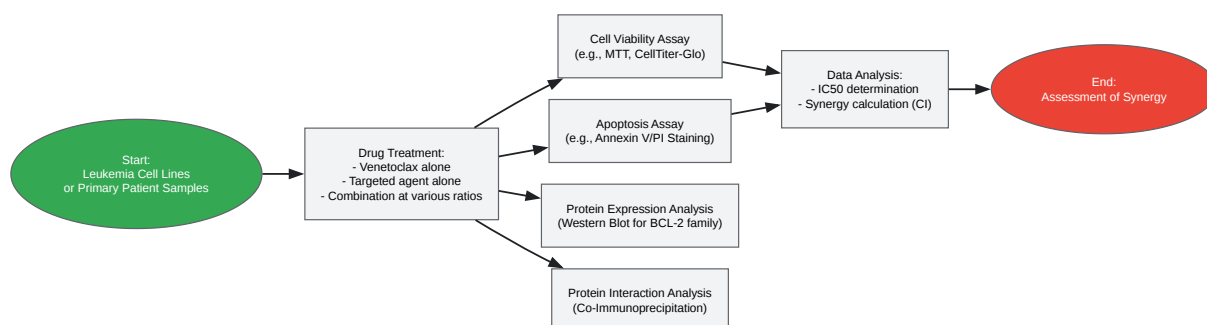 Start:
Leukemia Cell Lines
or Primary Patient Samples
Drug Treatment:
- Venetoclax alone
- Targeted agent alone
- Combination at various ratios
Cell Viability Assay
(e.g., MTT, CellTiter-Glo)
Apoptosis Assay
(e.g., Annexin V/PI Staining)
Protein Expression Analysis
(Western Blot for BCL-2 family)
Protein Interaction Analysis
(Co-Immunoprecipitation)
Data Analysis:
- IC50 determination
- Synergy calculation (CI)
End:
Assessment of Synergy